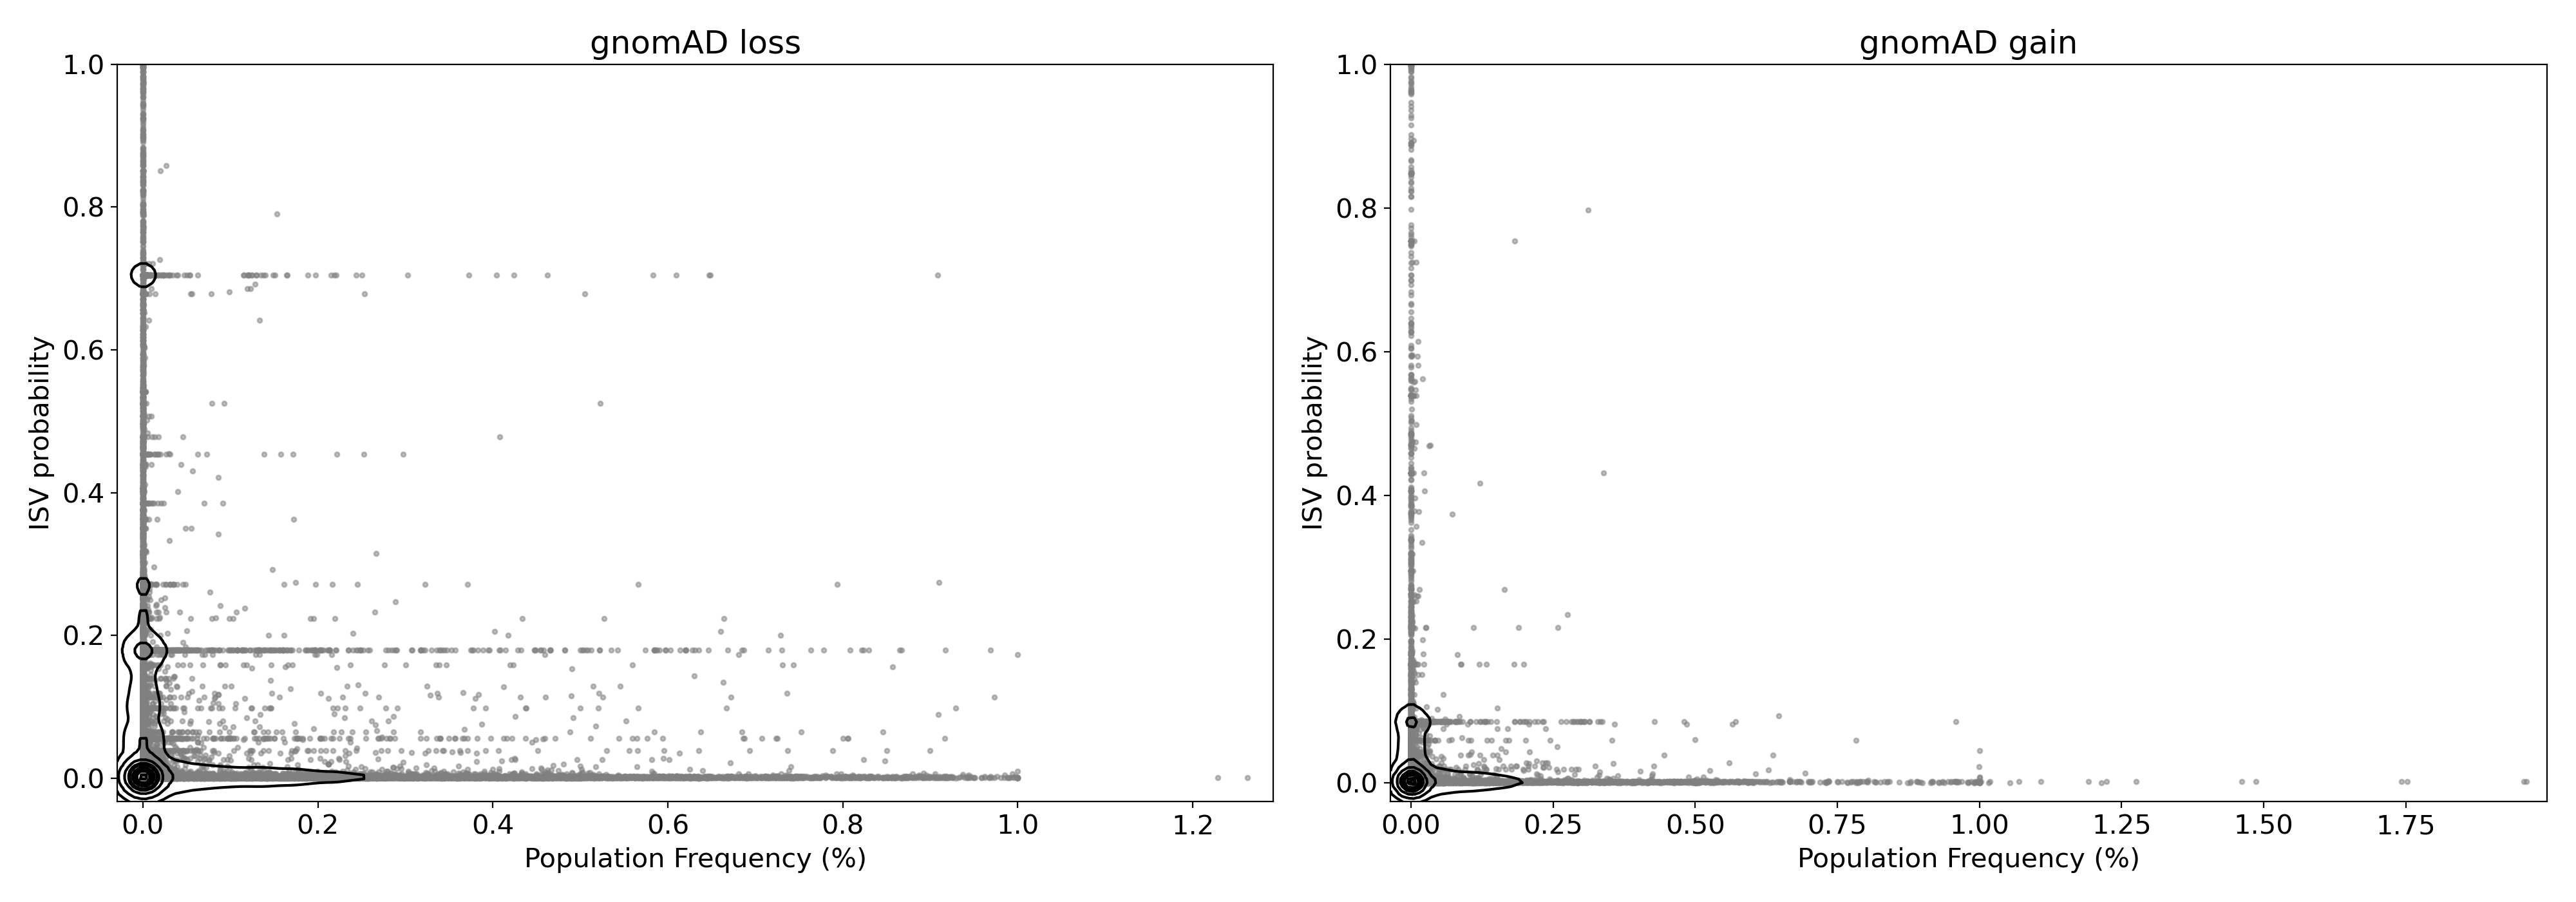 gnomAD loss
1.0
0.8
0.6
0.4
0.2
0.0
ISV probability
0.0 0.2 0.4 0.6 0.8 1.0 1.2
Population Frequency (%)
gnomAD gain
1.0
0.8
0.6
0.4
0.2
0.0
ISV probability
0.00 0.25 0.50 0.75 1.00 1.25 1.50 1.75
Population Frequency (%)